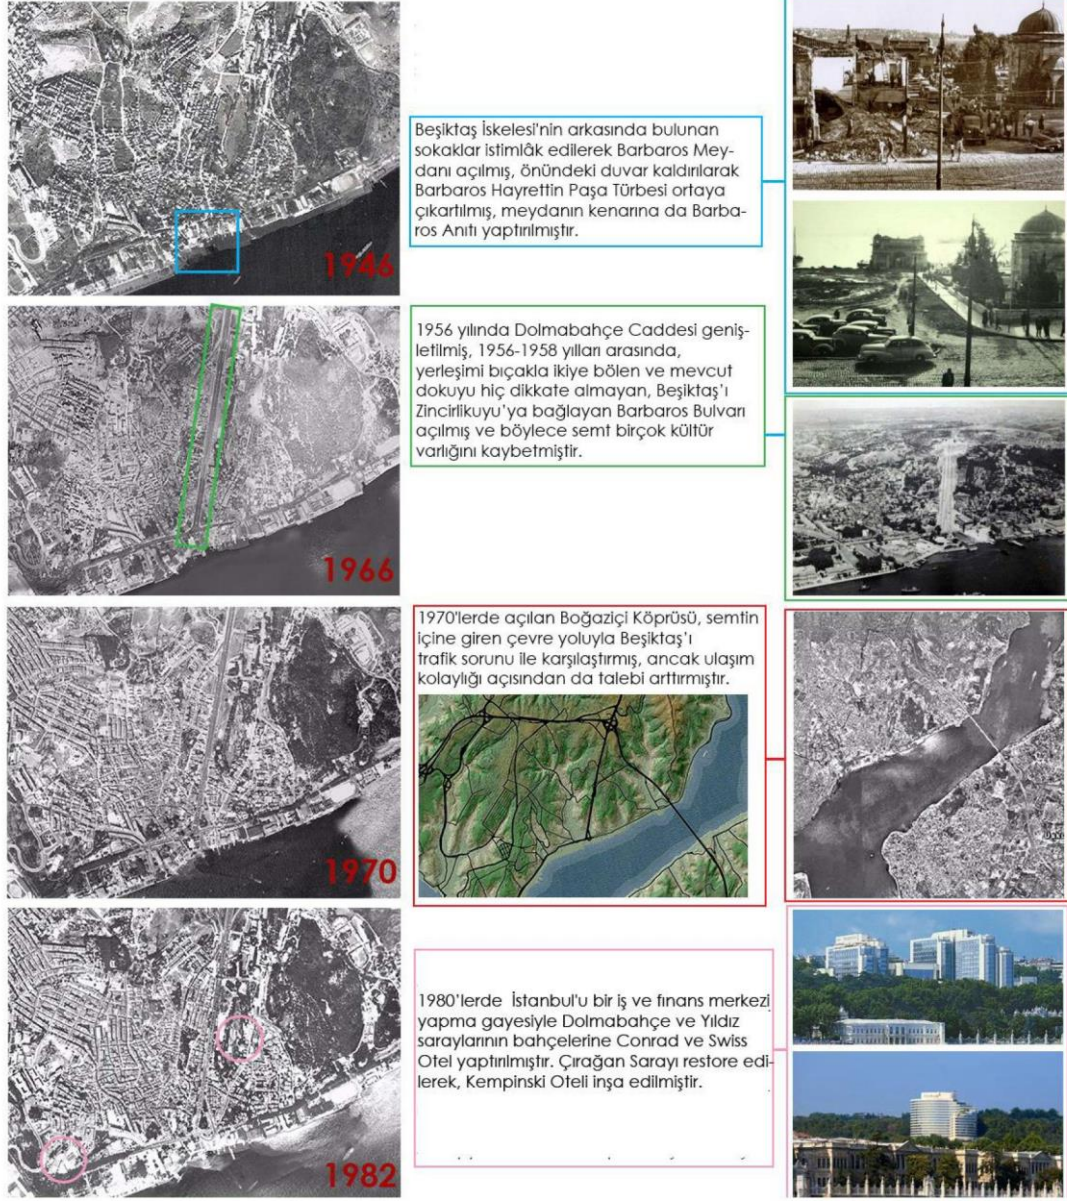 Beşiktaş İskelesi'nin arkasında bulunan
sokaklar istimlâk edilerek Barbaros Mey-
danı açılmış, önündeki duvar kaldırılarak
Barbaros Hayrettin Paşa Türbesi ortaya
çıkartılmış, meydanın kenarına da Barba-
ros Anıtı yaptırılmıştır.
1946
1956 yılında Dolmabahçe Caddesi geniş-
letilmiş, 1956-1958 yılları arasında,
yerleşimi bıçakla ikiye bölen ve mevcut
dokuyu hiç dikkate almayan, Beşiktaş'ı
Zincirlikuyu'ya bağlayan Barbaros Bulvarı
açılmış ve böylece semt birçok kültür
varlığını kaybetmiştir.
1966
1970'lerde açılan Boğaziçi Köprüsü, semtin
içine giren çevre yoluyla Beşiktaş'ı
trafik sorunu ile karşılaştırmış, ancak ulaşım
kolaylığı açısından da talebi arttırmıştır.
1970
1980'lerde İstanbul'u bir iş ve finans merkezi
yapma gayesiyle Dolmabahçe ve Yıldız
saraylarının bahçelerine Conrad ve Swiss
Otel yaptırılmıştır. Çırağan Sarayı restore edi-
lerek, Kempinski Oteli inşa edilmiştir.
1982